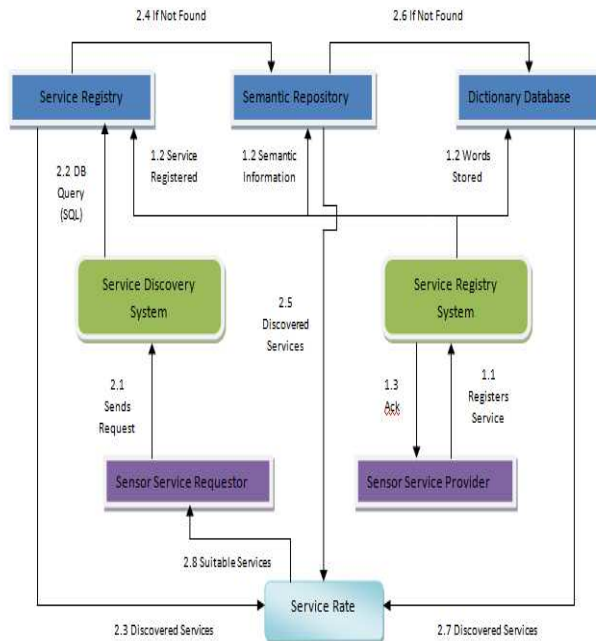 2.4 If Not Found
2.6 If Not Found
Service Registry
Semantic Repository
Dictionary Database
2.2 DB
Query
(SQL)
1.2 Service
Registered
1.2 Semantic
Information
1.2 Words
Stored
Service Discovery
System
Service Registry
System
2.5
Discovered
Services
2.1
Sends
Request
1.3
Ack
1.1
Registers
Service
Sensor Service Requestor
Sensor Service Provider
2.8 Suitable Services
Service Rate
2.3 Discovered Services
2.7 Discovered Services